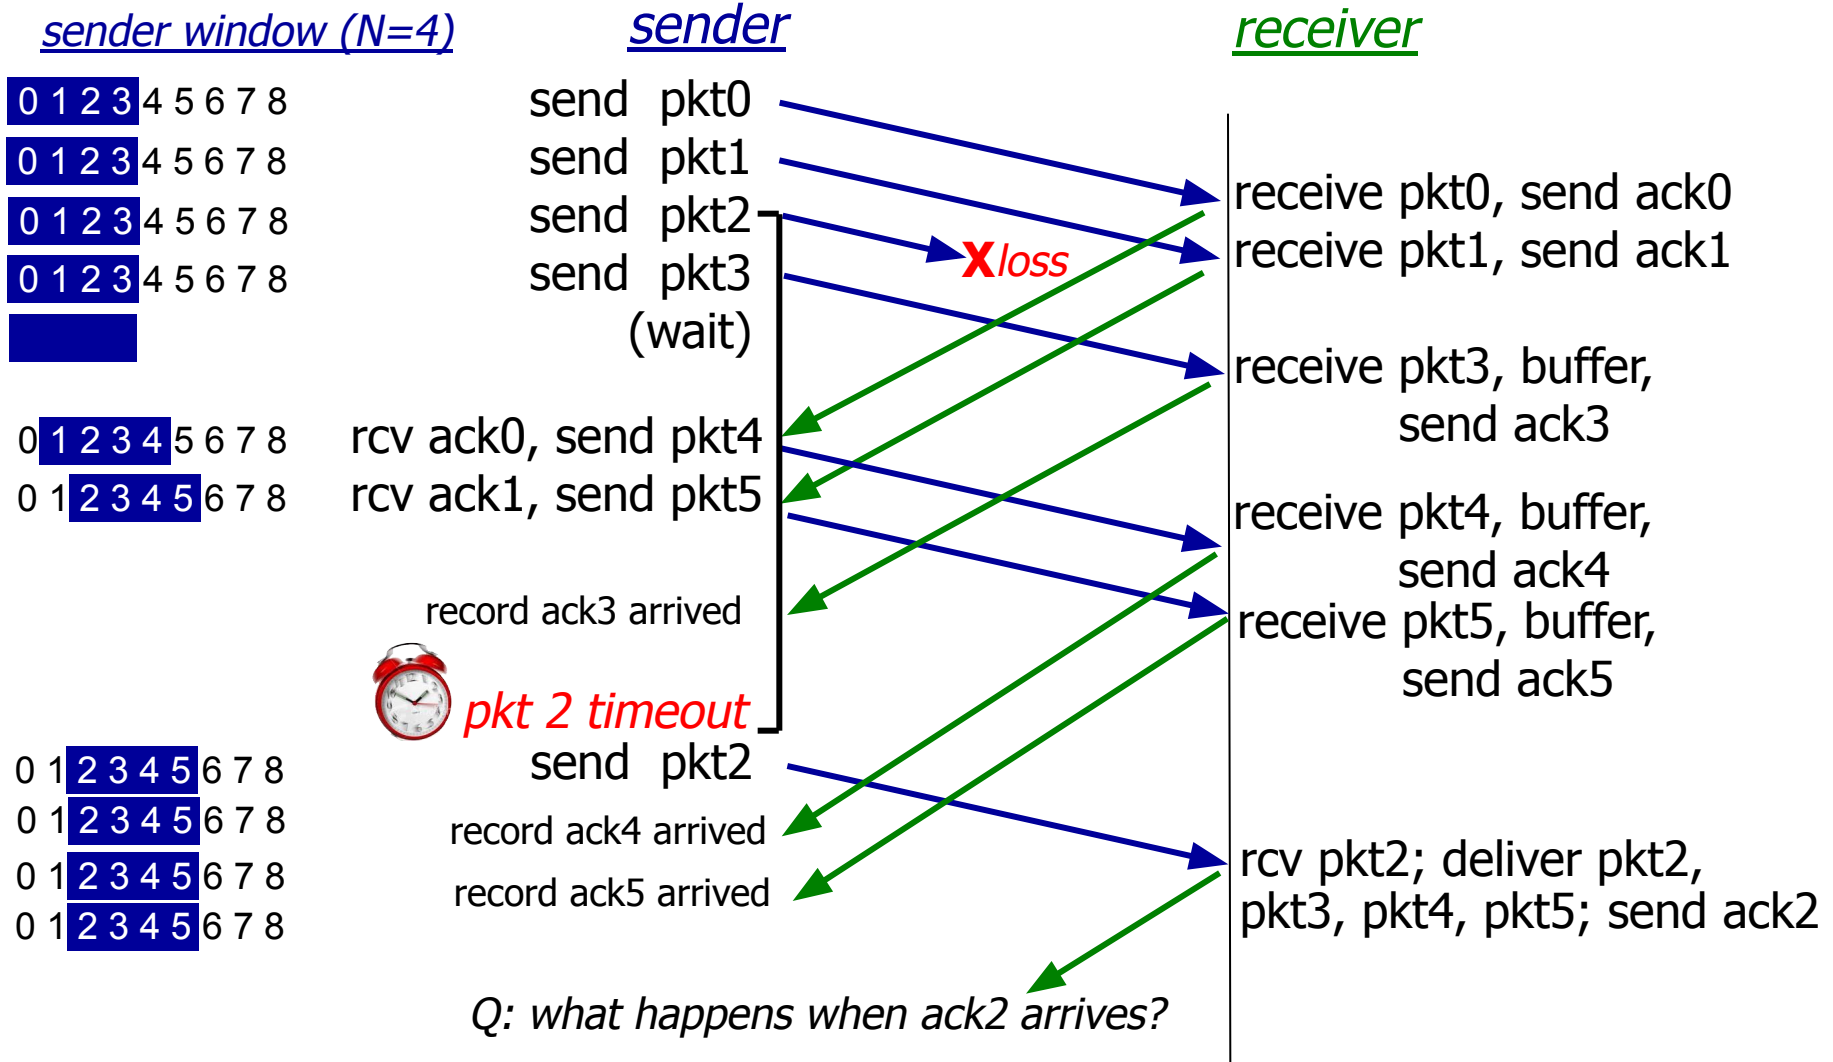 sender window (N=4) sender receiver
0 1 2 3 4 5 6 7 8 send pkt0
0 1 2 3 4 5 6 7 8 send pkt1
receive pkt0, send ack0
0 1 2 3 4 5 6 7 8 send pkt2
receive pkt1, send ack1
Xloss
0 1 2 3 4 5 6 7 8 send pkt3
(wait)
receive pkt3, buffer,
send ack3
0 1 2 3 4 5 6 7 8 rcv ack0, send pkt4
0 1 2 3 4 5 6 7 8 rcv ack1, send pkt5
receive pkt4, buffer,
send ack4
record ack3 arrived
receive pkt5, buffer,
send ack5
pkt 2 timeout
0 1 2 3 4 5 6 7 8 send pkt2
0 1 2 3 4 5 6 7 8 record ack4 arrived
0 1 2 3 4 5 6 7 8 record ack5 arrived
rcv pkt2; deliver pkt2,
pkt3, pkt4, pkt5; send ack2
0 1 2 3 4 5 6 7 8
Q: what happens when ack2 arrives?